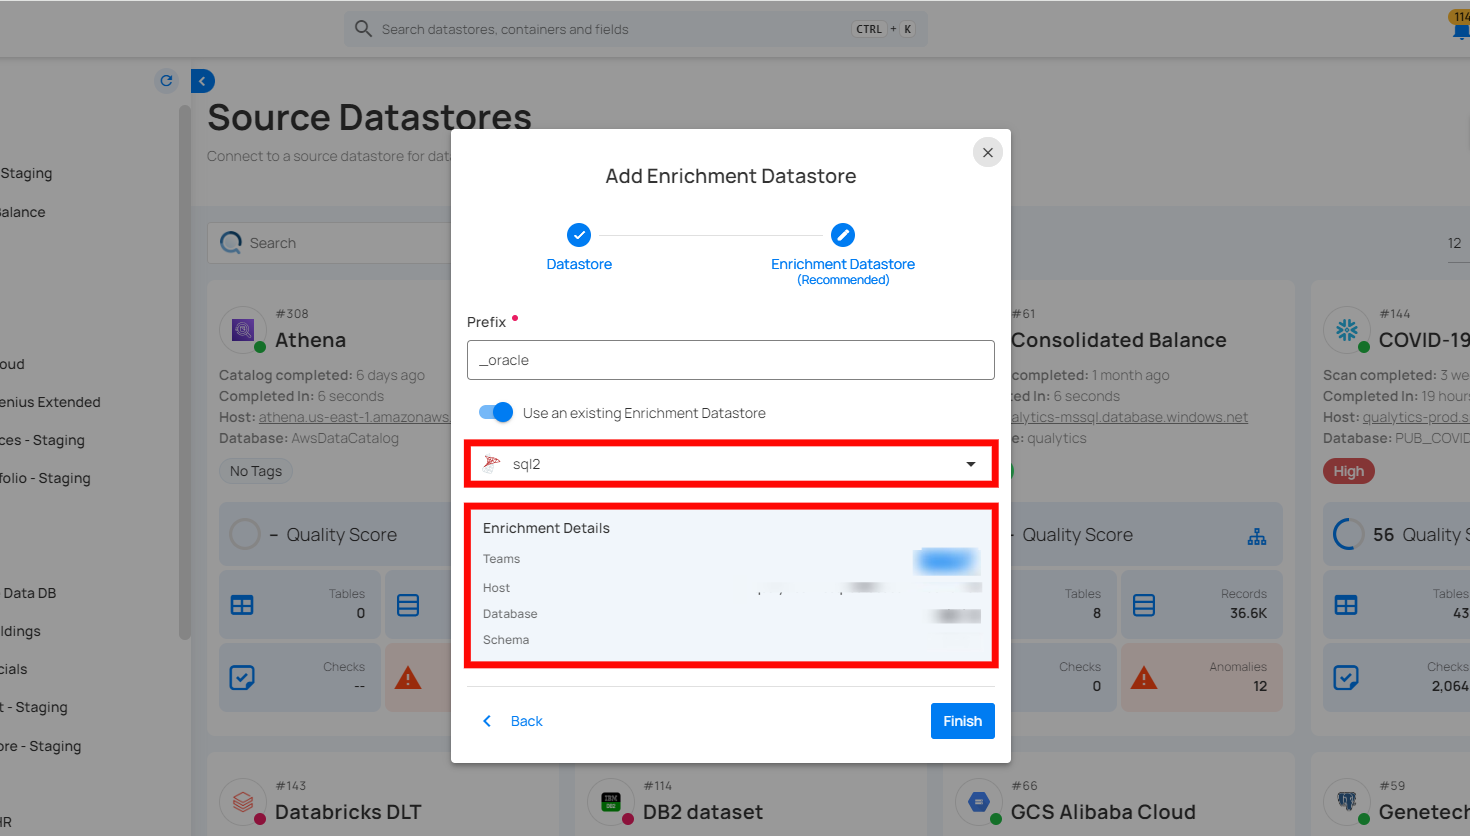 Search datastores, containers and fields
CTRL + K
114
Source Datastores
Connect to a source datastore for
Staging
Balance
oud
enius Extended
ces - Staging
folio - Staging
Data DB
ldings
cials
t - Staging
ore - Staging
HR
Search
12
Add Enrichment Datastore
Datastore
Enrichment Datastore
(Recommended)
Prefix
_oracle
Use an existing Enrichment Datastore
sql2
Enrichment Details
Teams
Host
Database
Schema
Back
Finish
#308
Athena
Catalog completed: 6 days ago
Completed In: 6 seconds
Host: athena.us-east-1.amazonaws.
Database: AwsDataCatalog
No Tags
– Quality Score
Tables
0
Checks
--
#61
Consolidated Balance
completed: 1 month ago
ed In: 6 seconds
alytics-mssql.database.windows.net
e: qualytics
Quality Score
Tables
8
Records
36.6K
Checks
0
Anomalies
12
#144
COVID-19
Scan completed: 3 we
Completed In: 19 hours
Host: qualytics-prod.s
Database: PUB_COVID
High
56 Quality S
Tables
43
Checks
2,064
#143
Databricks DLT
#114
DB2 dataset
#66
GCS Alibaba Cloud
#59
Genetech